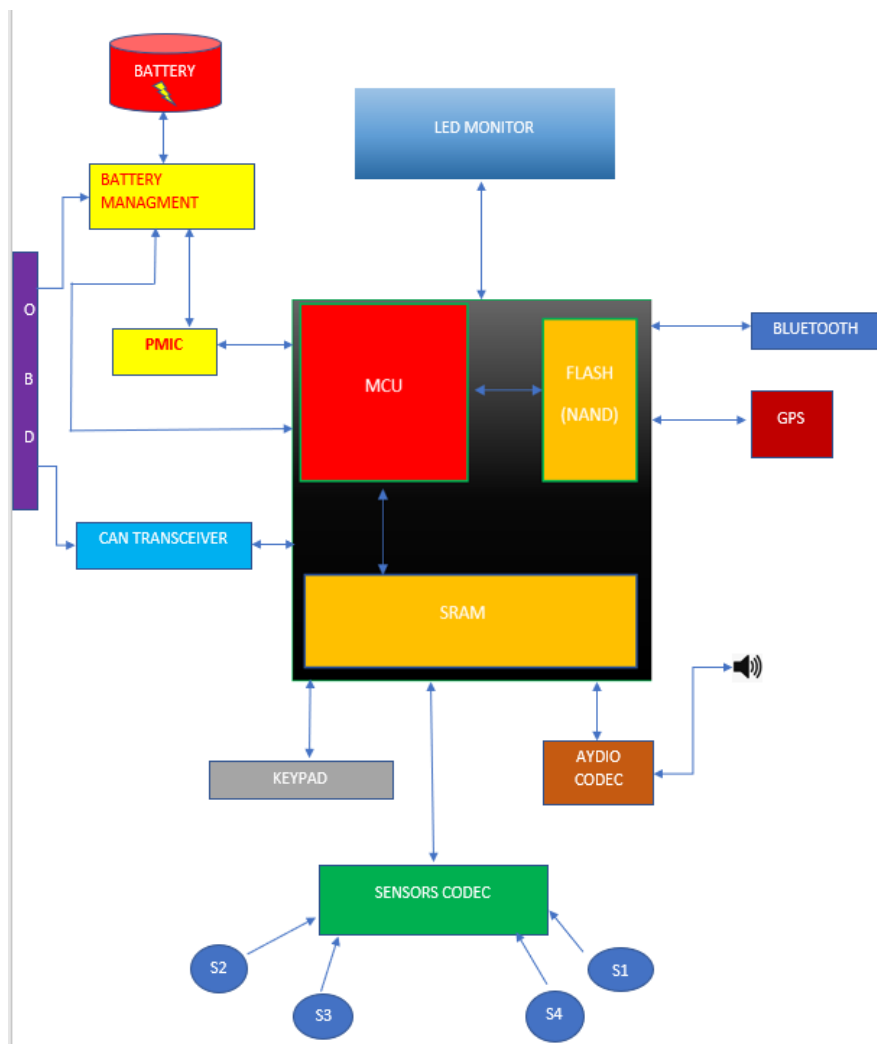 BATTERY
LED MONITOR
BATTERY
MANAGMENT
O
B
D
PMIC
MCU
FLASH
(NAND)
BLUETOOTH
GPS
CAN TRANSCEIVER
SRAM
KEYPAD
AYDIO
CODEC
SENSORS CODEC
S2
S3
S4
S1